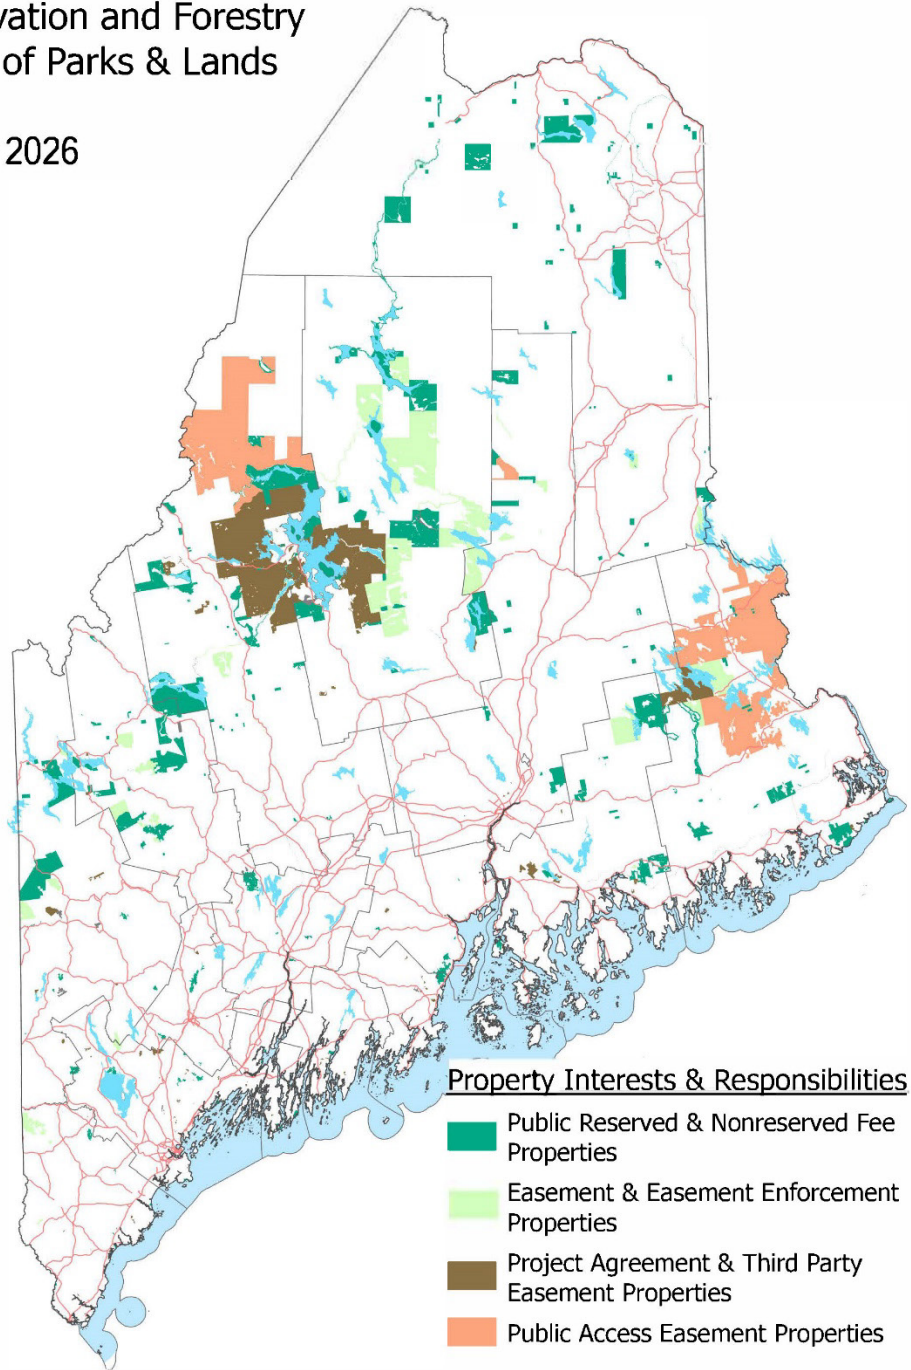 vation and Forestry
of Parks & Lands
2026
Property Interests & Responsibilities
Public Reserved & Nonreserved Fee
Properties
Easement & Easement Enforcement
Properties
Project Agreement & Third Party
Easement Properties
Public Access Easement Properties